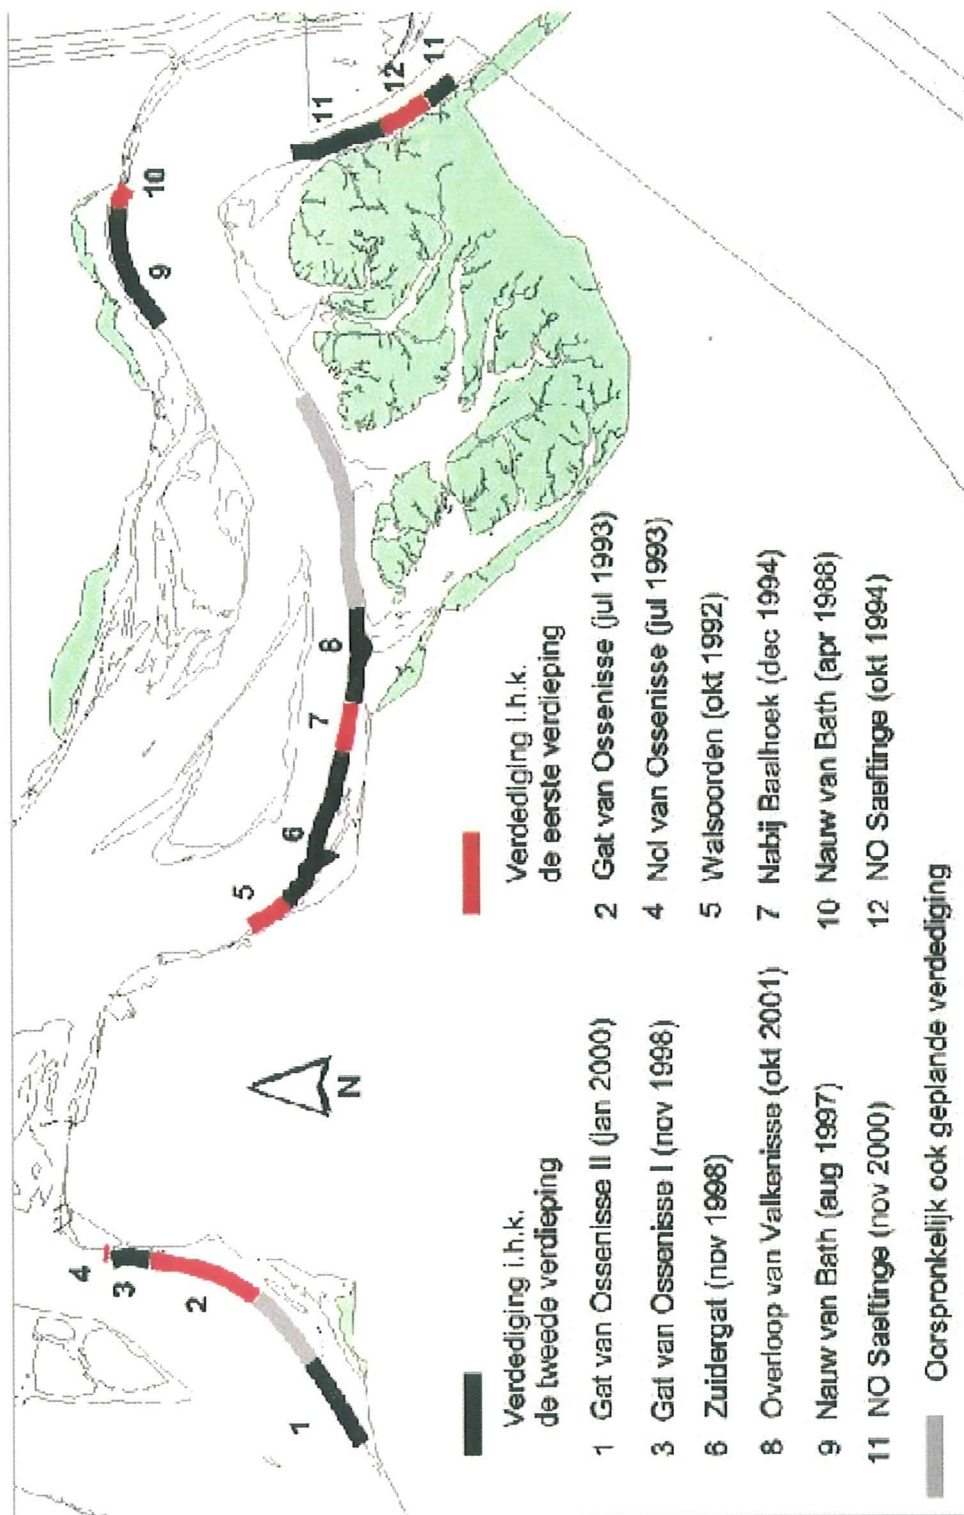 1
2
3
4
5
6
7
8
9
10
11
12
11
N
Verdediging i.h.k.
de tweede verdieping
1 Gat van Ossenisse II (jan 2000)
3 Gat van Ossenisse I (nov 1998)
6 Zuidergat (nov 1998)
8 Overloop van Valkenisse (okt 2001)
9 Nauw van Bath (aug 1997)
11 NO Saeftinge (nov 2000)
Verdediging i.h.k.
de eerste verdieping
2 Gat van Ossenisse (jul 1993)
4 Nol van Ossenisse (jul 1993)
5 Walsoorden (okt 1992)
7 Nabij Baalhoek (dec 1994)
10 Nauw van Bath (apr 1988)
12 NO Saeftinge (okt 1994)
Oorspronkelijk ook geplande verdediging